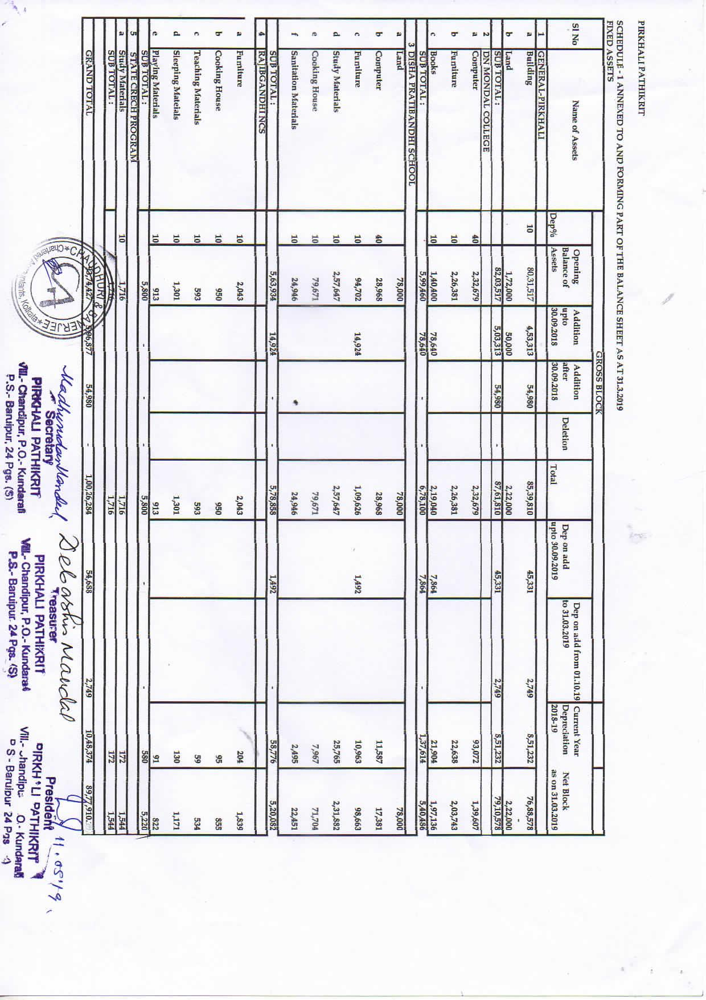 PIRKHALI PATHIKRIT
SCHEDULE - 1 ANNEXED TO AND FORMING PART OF THE BALANCE SHEET AS AT 31.3.2019
FIXED ASSETS
GROSS BLOCK
Sl No Name of Assets Dep% Opening Balance of Assets Addition upto 30.09.2018 Addition after 30.09.2018 Deletion Total Dep on add upto 30.09.2019 Dep on add from 01.10.19 to 31.03.2019 Current Year Depreciation 2018-19 Net Block as on 31.03.2019
1 GENERAL-PIRKHALI
a Building 10 80,31,517 4,53,313 54,980 85,39,810 45,331 2,749 8,51,232 76,88,578
-
b Land 1,72,000 50,000 2,22,000 2,22,000
SUB TOTAL : 82,03,517 5,03,313 54,980 - 87,61,810 45,331 2,749 8,51,232 79,10,578
2 DN MONDAL COLLEGE
a Computer 40 2,32,679 2,32,679 93,072 1,39,607
b Furniture 10 2,26,381 2,26,381 22,638 2,03,743
c Books 10 1,40,400 78,640 2,19,040 7,864 21,904 1,97,136
SUB TOTAL : 5,99,460 78,640 - - 6,78,100 7,864 - 1,37,614 5,40,486
3 DISHA PRATIBANDHI SCHOOL
a Land 78,000 78,000 78,000
b Computer 40 28,968 28,968 11,587 17,381
c Furniture 10 94,702 14,924 1,09,626 1,492 10,963 98,663
d Study Materials 10 2,57,647 2,57,647 25,765 2,31,882
e Cooking House 10 79,671 79,671 7,967 71,704
f Sanitation Materials 10 24,946 24,946 2,495 22,451
SUB TOTAL : 5,63,934 14,924 - - 5,78,858 1,492 - 58,776 5,20,082
4 RAJIBGANDHI NCS
a Furniture 10 2,043 2,043 204 1,839
b Cooking House 10 950 950 95 855
c Teaching Materials 10 593 593 59 534
d Sleeping Mateials 10 1,301 1,301 130 1,171
e Playing Materials 10 913 913 91 822
SUB TOTAL : 5,800 - - - 5,800 - - 580 5,220
5 STATE CRECH PROGRAM
a Study Materials 10 1,716 1,716 172 1,544
SUB TOTAL : 1,716 1,716 172 1,544
GRAND TOTAL 93,74,427 5,96,877 54,980 - 1,00,26,284 54,688 2,749 10,48,374 89,77,910
CHAUDHURI & BANERJEE
Chartered Accountants, Kolkata
Debashis Mandal
11.05.19
Secretary
PIRKHALI PATHIKRIT
Vill.- Chandipur, P.O.- Kundarali
P.S.- Baruipur, 24 Pgs. (S)
Treasurer
PIRKHALI PATHIKRIT
Vill.- Chandipur, P.O.- Kundarali
P.S.- Baruipur, 24 Pgs. (S)
President
PIRKHALI PATHIKRIT
Vill.- Chandipur P.O.- Kundarali
P S - Baruipur 24 Pgs